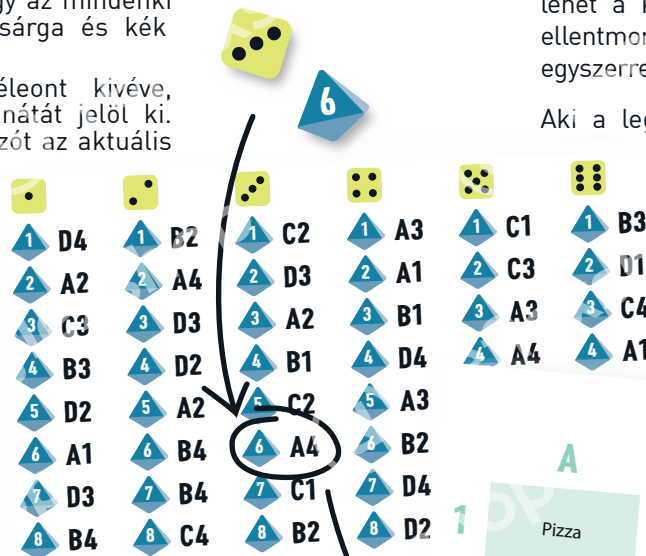 gy az mindenki
sárga és kék
éleont kivéve,
nátát jelöl ki.
zót az aktuális
lehet a k
ellentmon
egyszerre
Aki a leg
6
1 D4 1 B2 1 C2 1 A3 1 C1 1 B3
2 A2 2 A4 2 D3 2 A1 2 C3 2 D1
3 C3 3 D3 3 A2 3 B1 3 A3 3 C4
4 B3 4 D2 4 B1 4 D4 4 A4 4 A1
5 D2 5 A2 5 C2 5 A3
6 A1 6 B4 6 A4 6 B2
7 D3 7 B4 7 C1 7 D4
8 B4 8 C4 8 B2 8 D2
A
1 Pizza